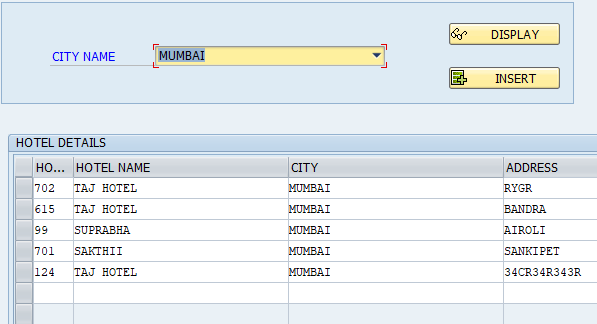 DISPLAY
CITY NAME MUMBAI
INSERT
HOTEL DETAILS
HO... HOTEL NAME CITY ADDRESS
702 TAJ HOTEL MUMBAI RYGR
615 TAJ HOTEL MUMBAI BANDRA
99 SUPRABHA MUMBAI AIROLI
701 SAKTHII MUMBAI SANKIPET
124 TAJ HOTEL MUMBAI 34CR34R343R